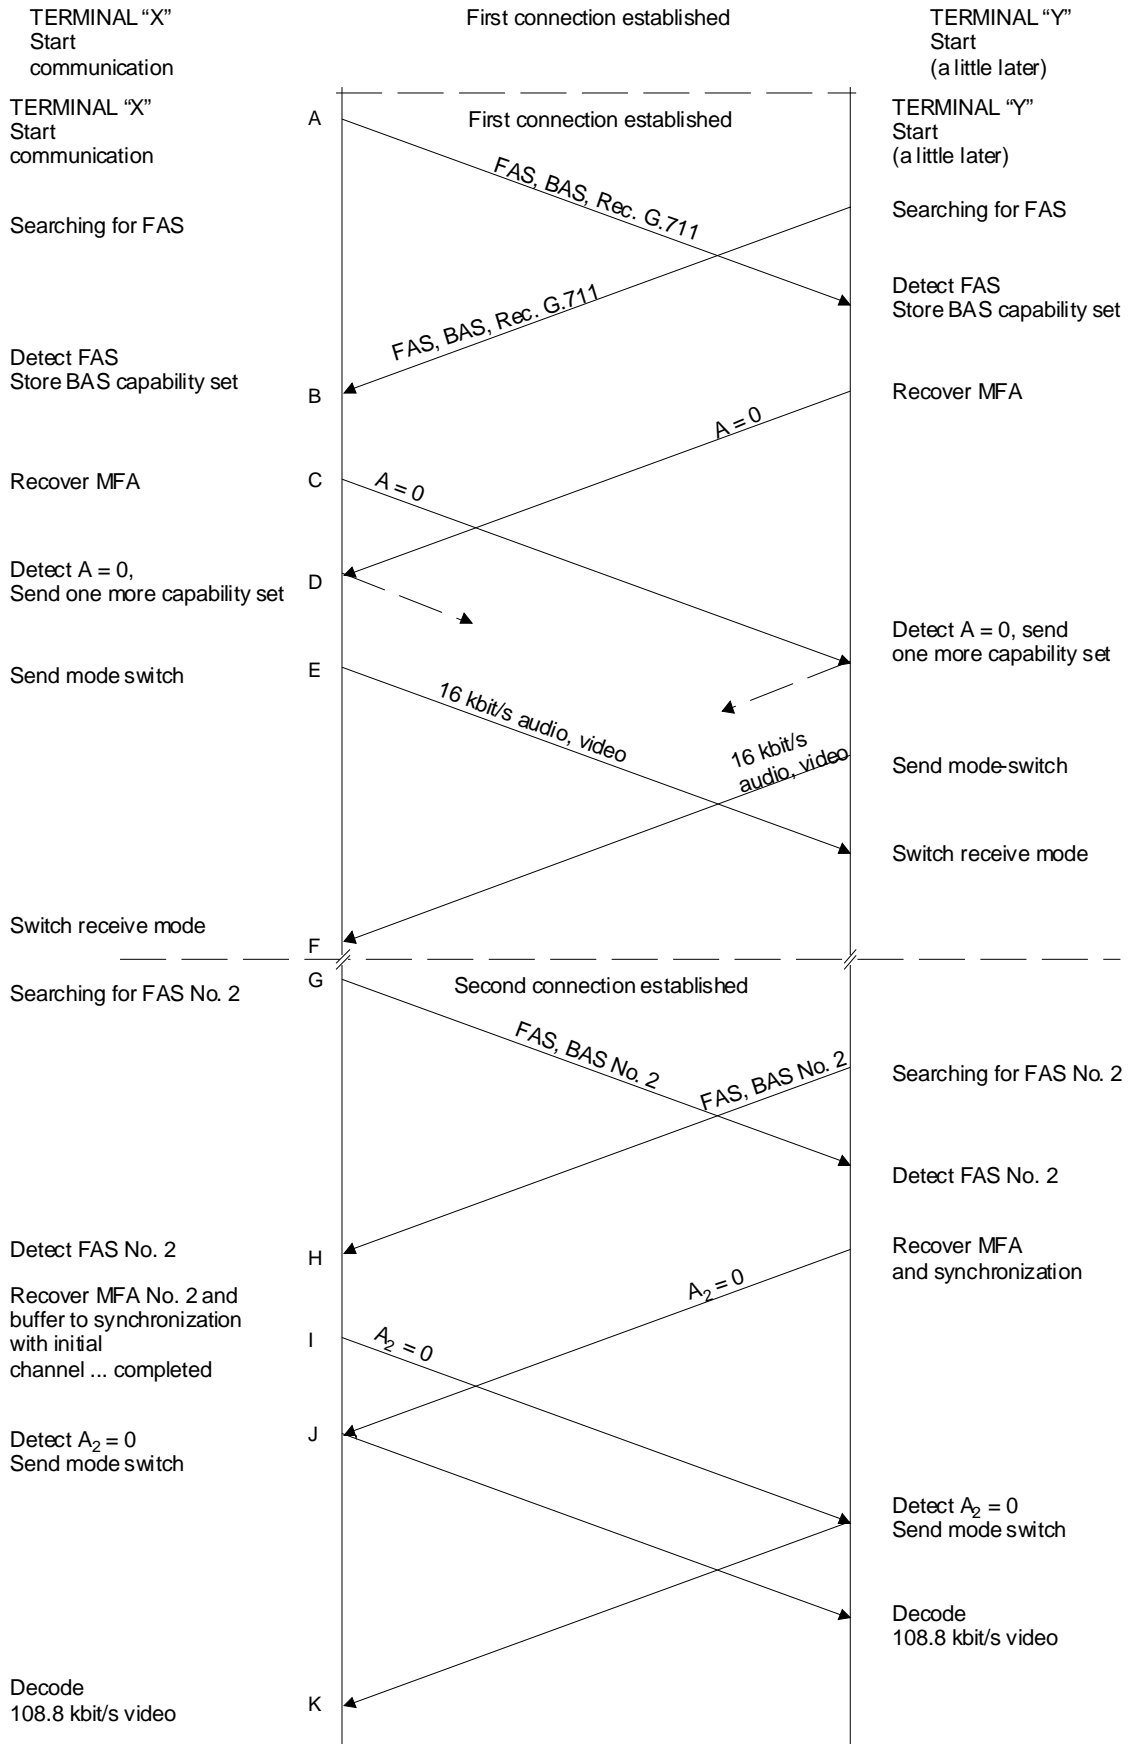 TERMINAL “X”
Start
communication
First connection established
TERMINAL “Y”
Start
(a little later)
TERMINAL “X”
Start
communication
A
First connection established
TERMINAL “Y”
Start
(a little later)
FAS, BAS, Rec. G.711
Searching for FAS
Searching for FAS
FAS, BAS, Rec. G.711
Detect FAS
Store BAS capability set
Detect FAS
Store BAS capability set
B
Recover MFA
A = 0
Recover MFA
C
A = 0
Detect A = 0,
Send one more capability set
D
Detect A = 0, send
one more capability set
Send mode switch
E
16 kbit/s audio, video
16 kbit/s
audio, video
Send mode-switch
Switch receive mode
Switch receive mode
F
Searching for FAS No. 2
G
Second connection established
FAS, BAS No. 2
FAS, BAS No. 2
Searching for FAS No. 2
Detect FAS No. 2
Detect FAS No. 2
H
Recover MFA
and synchronization
A₂ = 0
Recover MFA No. 2 and
buffer to synchronization
with initial
channel ... completed
I
A₂ = 0
Detect A₂ = 0
Send mode switch
J
Detect A₂ = 0
Send mode switch
Decode
108.8 kbit/s video
Decode
108.8 kbit/s video
K